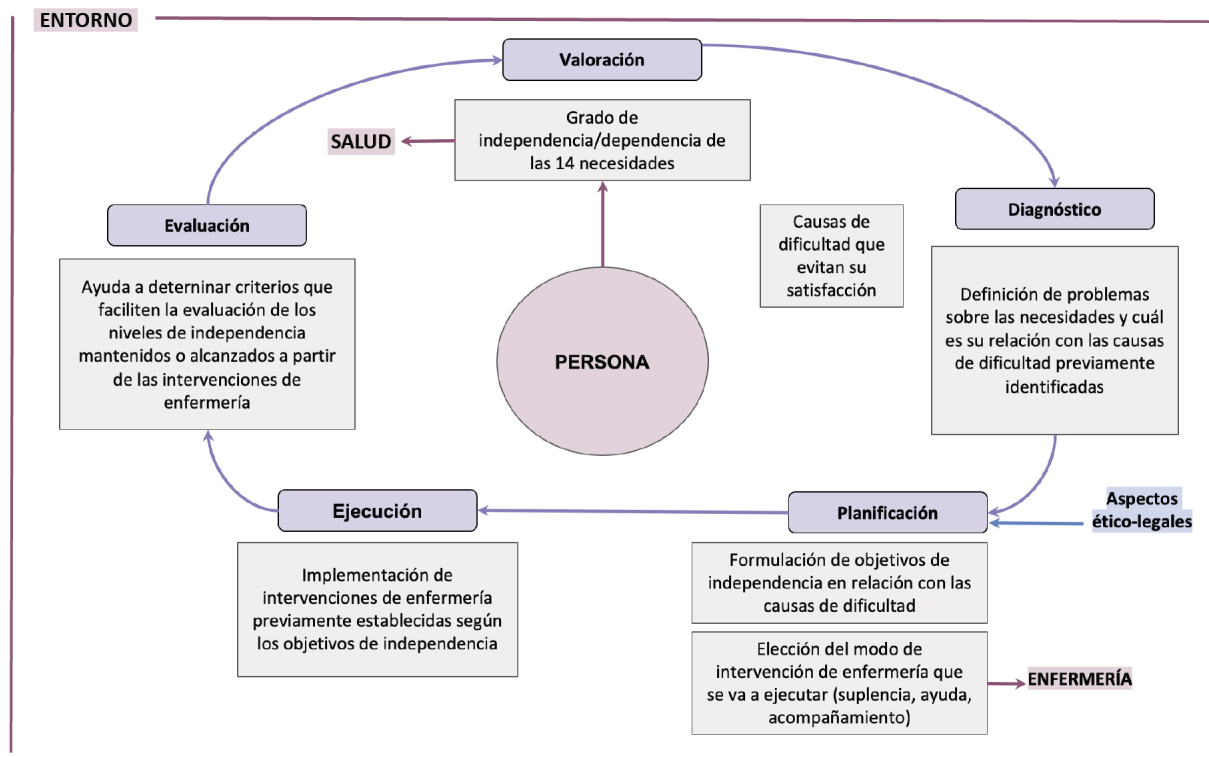 ENTORNO
Valoración
Grado de
independencia/dependencia de
las 14 necesidades
SALUD
Diagnóstico
Causas de
dificultad que
evitan su
satisfacción
Definición de problemas
sobre las necesidades y cuál
es su relación con las causas
de dificultad previamente
identificadas
Evaluación
Ayuda a deterninar criterios que
faciliten la evaluación de los
niveles de independencia
mantenidos o alcanzados a partir
de las intervenciones de
enfermería
PERSONA
Ejecución
Implementación de
intervenciones de enfermería
previamente establecidas según
los objetivos de independencia
Planificación
Aspectos
ético-legales
Formulación de objetivos de
independencia en relación con las
causas de dificultad
Elección del modo de
intervención de enfermería que
se va a ejecutar (suplencia, ayuda,
acompañamiento)
ENFERMERÍA